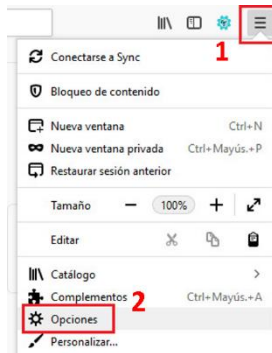 1
Conectarse a Sync
Bloqueo de contenido
Nueva ventana Ctrl+N
Nueva ventana privada Ctrl+Mayús.+P
Restaurar sesión anterior
Tamaño 100%
Editar
Catálogo
Complementos Ctrl+Mayús.+A
2
Opciones
Personalizar...